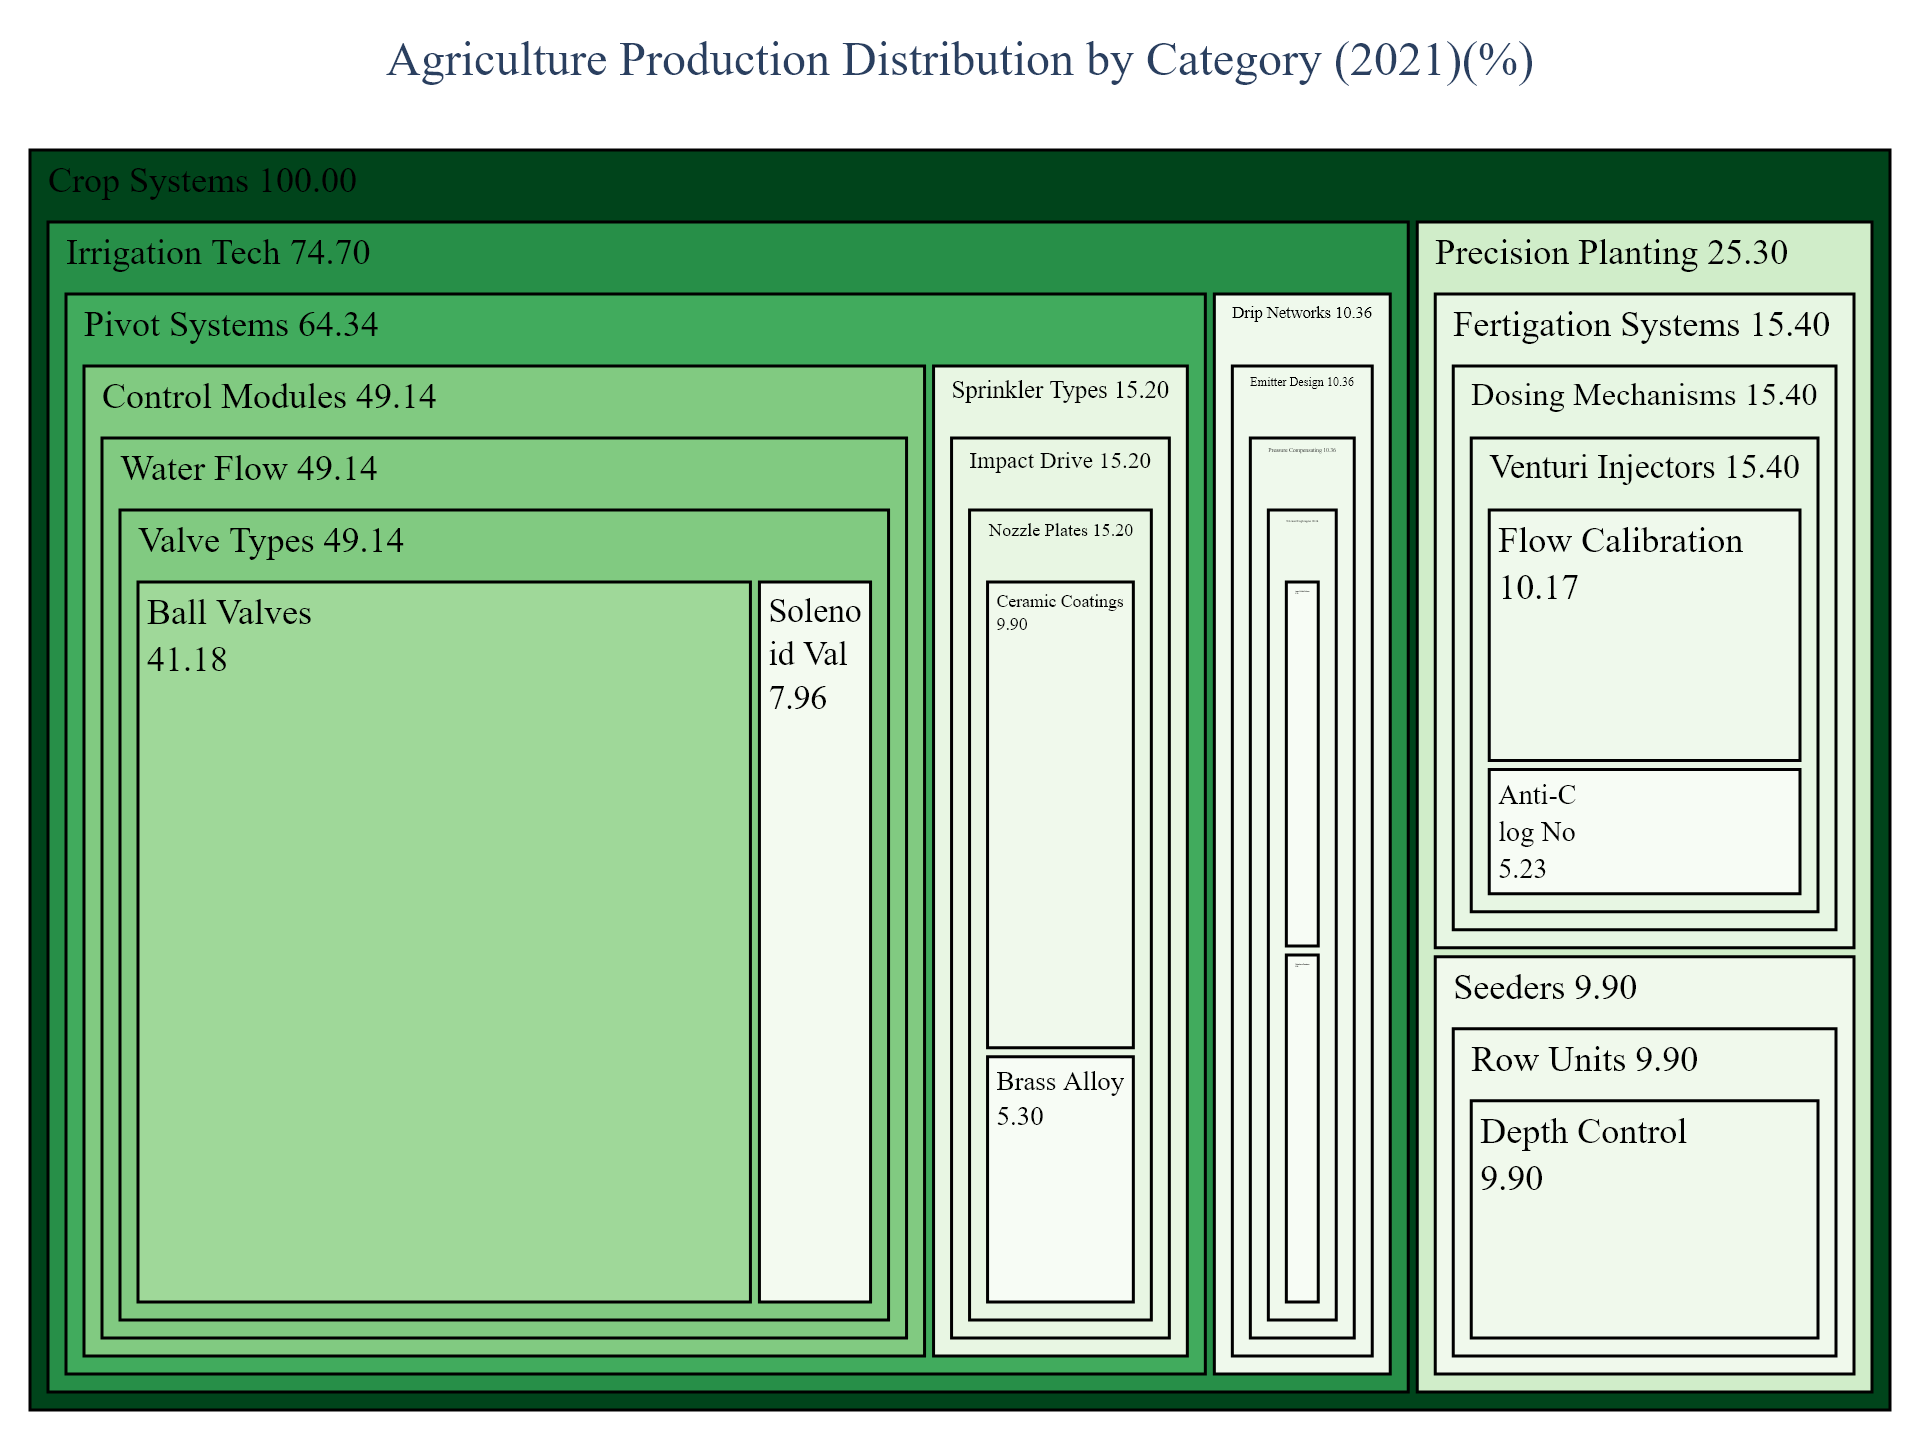 Agriculture Production Distribution by Category (2021)(%)
Crop Systems 100.00
Irrigation Tech 74.70
Pivot Systems 64.34
Control Modules 49.14
Water Flow 49.14
Valve Types 49.14
Ball Valves
41.18
Soleno
id Val
7.96
Sprinkler Types 15.20
Impact Drive 15.20
Nozzle Plates 15.20
Ceramic Coatings
9.90
Brass Alloy
5.30
Drip Networks 10.36
Emitter Design 10.36
Pressure Compensating 10.36
Precision Planting 25.30
Fertigation Systems 15.40
Dosing Mechanisms 15.40
Venturi Injectors 15.40
Flow Calibration
10.17
Anti-C
log No
5.23
Seeders 9.90
Row Units 9.90
Depth Control
9.90